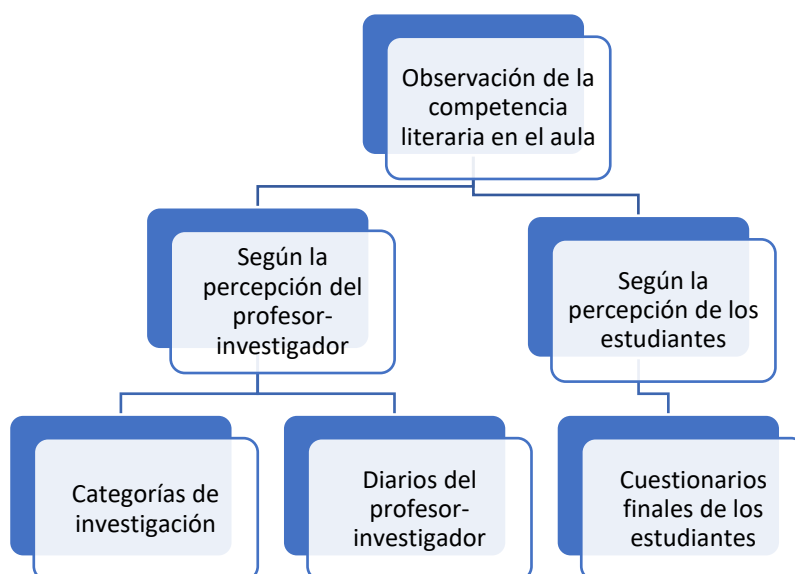 Observación de la
competencia
literaria en el aula
Según la
percepción del
profesor-
investigador
Según la
percepción de los
estudiantes
Categorías de
investigación
Diarios del
profesor-
investigador
Cuestionarios
finales de los
estudiantes